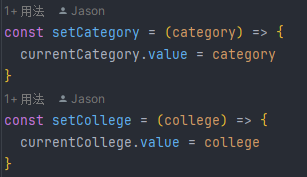 1+ 用法 Jason
const setCategory = (category) => {
  currentCategory.value = category
}
1+ 用法 Jason
const setCollege = (college) => {
  currentCollege.value = college
}